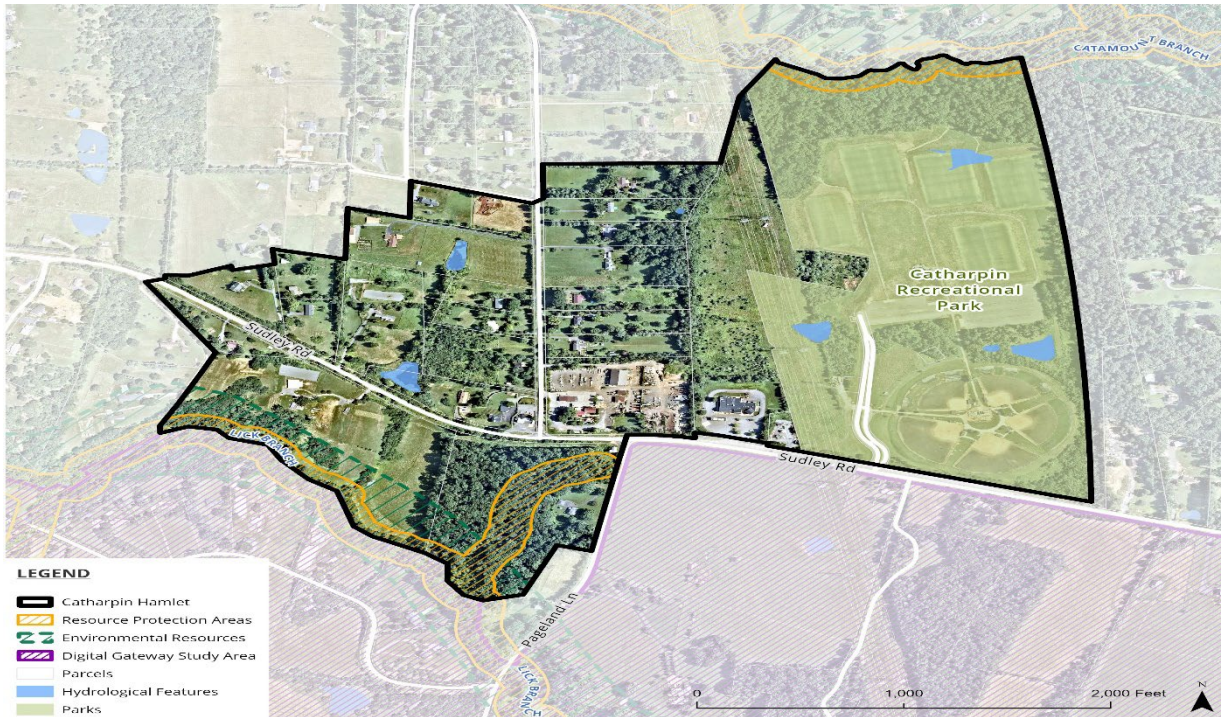 CATAMOUNT BRANCH
Catharpin
Recreational
Park
Sudley Rd
LICK BRANCH
Sudley Rd
Pageland Ln
LICK BRANCH
LEGEND
Catharpin Hamlet
Resource Protection Areas
Environmental Resources
Digital Gateway Study Area
Parcels
Hydrological Features
Parks
0 1,000 2,000 Feet
N